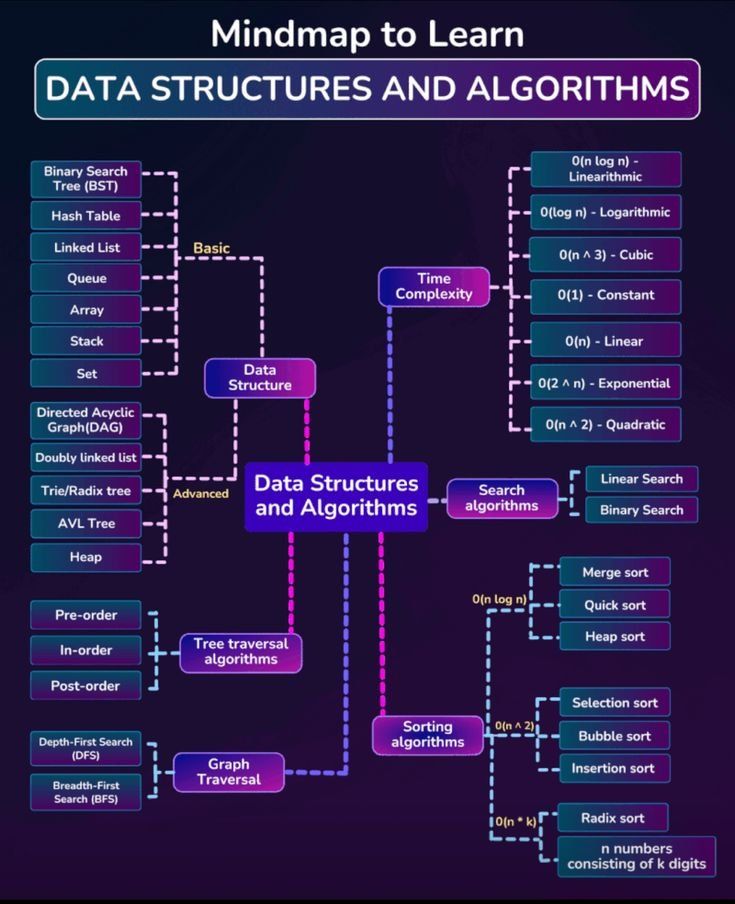 Mindmap to Learn
DATA STRUCTURES AND ALGORITHMS
Binary Search
Tree (BST)
Hash Table
Linked List
Queue
Array
Stack
Set
Basic
Data
Structure
Directed Acyclic
Graph(DAG)
Doubly linked list
Trie/Radix tree
AVL Tree
Heap
Advanced
Time
Complexity
0(n log n) -
Linearithmic
0(log n) - Logarithmic
0(n ^ 3) - Cubic
0(1) - Constant
0(n) - Linear
0(2 ^ n) - Exponential
0(n ^ 2) - Quadratic
Data Structures
and Algorithms
Search
algorithms
Linear Search
Binary Search
Pre-order
In-order
Post-order
Tree traversal
algorithms
Depth-First Search
(DFS)
Breadth-First
Search (BFS)
Graph
Traversal
Sorting
algorithms
0(n log n)
Merge sort
Quick sort
Heap sort
0(n ^ 2)
Selection sort
Bubble sort
Insertion sort
0(n * k)
Radix sort
n numbers
consisting of k digits